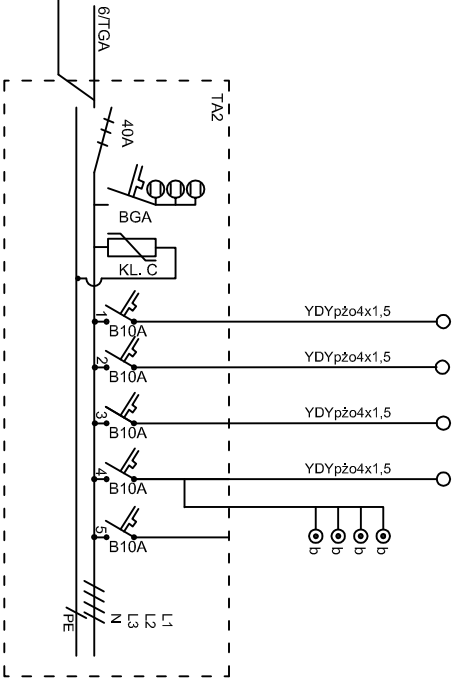 6/TGA
TA2
40A
BGA
KL. C
1
B10A
YDYpżo4x1,5
2
B10A
YDYpżo4x1,5
3
B10A
YDYpżo4x1,5
4
B10A
YDYpżo4x1,5
b b b b
5
B10A
PE
N
L3
L2
L1